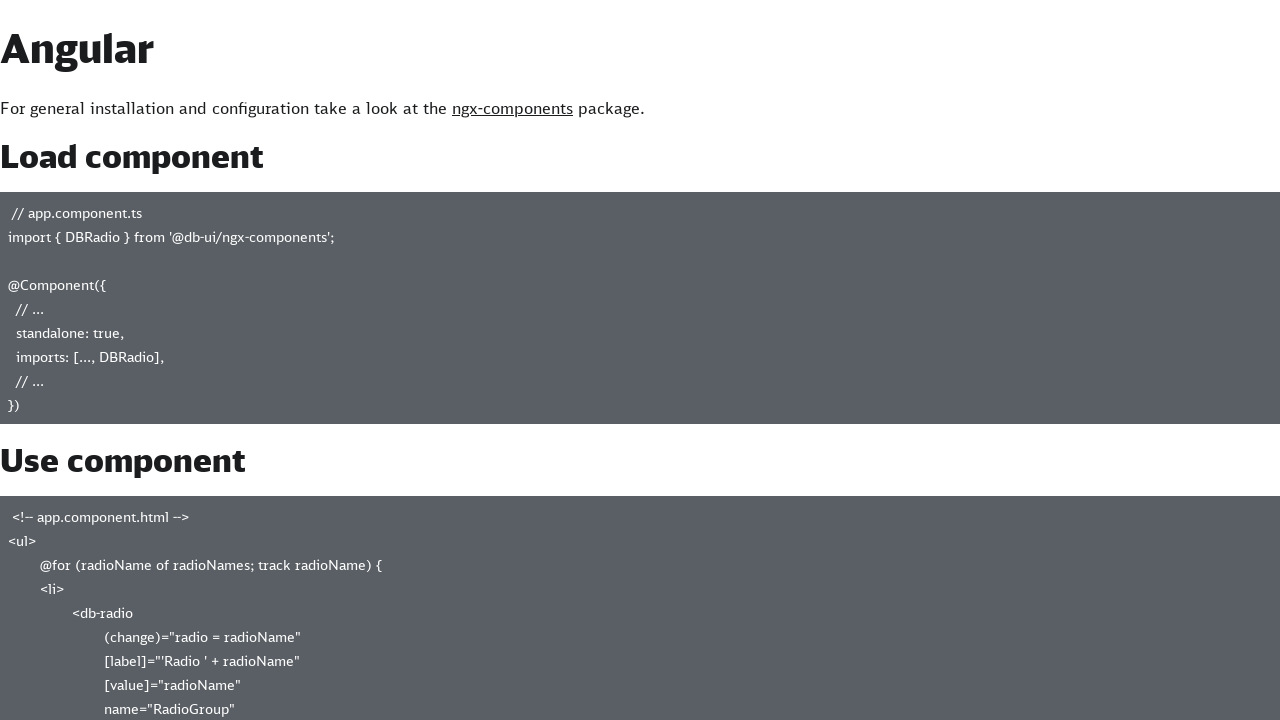 Angular
For general installation and configuration take a look at the ngx-components package.
Load component
// app.component.ts
import { DBRadio } from '@db-ui/ngx-components';
@Component({
// ...
standalone: true,
imports: [..., DBRadio],
// ...
})
Use component
<!-- app.component.html -->
<ul>
@for (radioName of radioNames; track radioName) {
<li>
<db-radio
(change)="radio = radioName"
[label]="'Radio ' + radioName"
[value]="radioName"
name="RadioGroup"